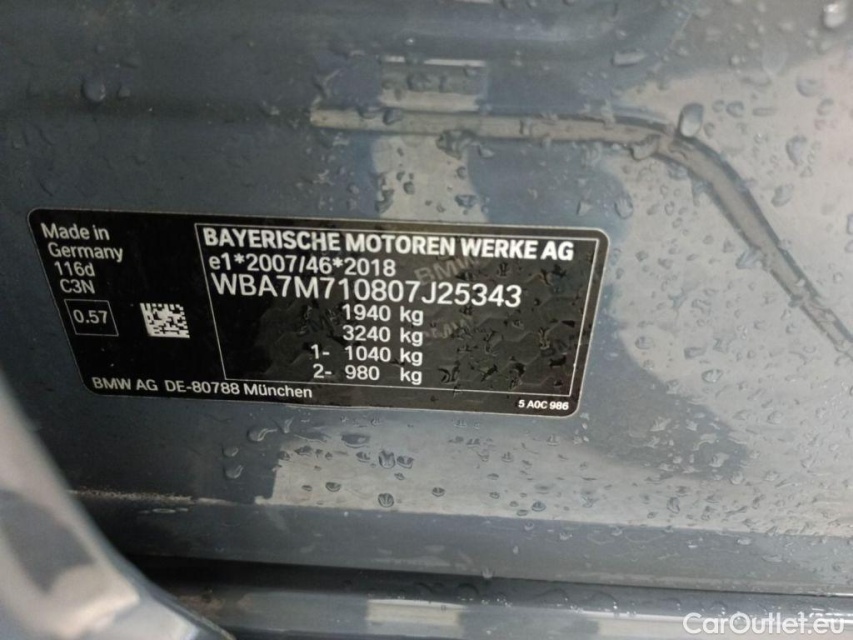 Made in
Germany
116d
C3N
0.57
BAYERISCHE MOTOREN WERKE AG
e1*2007/46*2018
WBA7M710807J25343
1940 kg
3240 kg
1- 1040 kg
2- 980 kg
BMW AG DE-80788 München
5 A0C 986
CarOutlet.eu